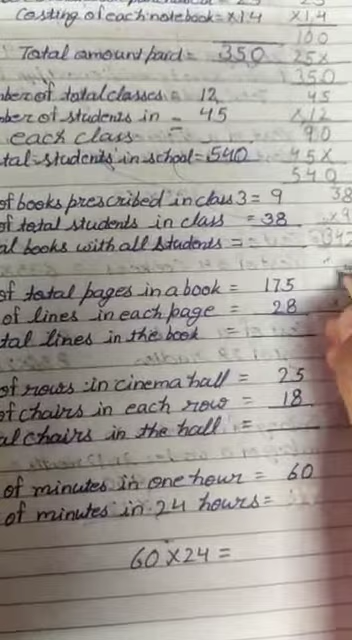 Costing of each notebook = ×14 ×14
100
Total amount paid = 350 25×
350
ber of total classes = 12 45
ber of students in = 45 ×12
each class 90
tal students in school = 540 45×
540
of books prescribed in class 3 = 9 38
of total students in class = 38 ×9
al books with all students = 342
of total pages in a book = 175
of lines in each page = 28
tal lines in the book =
of rows in cinema hall = 25
of chairs in each row = 18
al chairs in the hall =
of minutes in one hour = 60
of minutes in 24 hours =
60 × 24 =